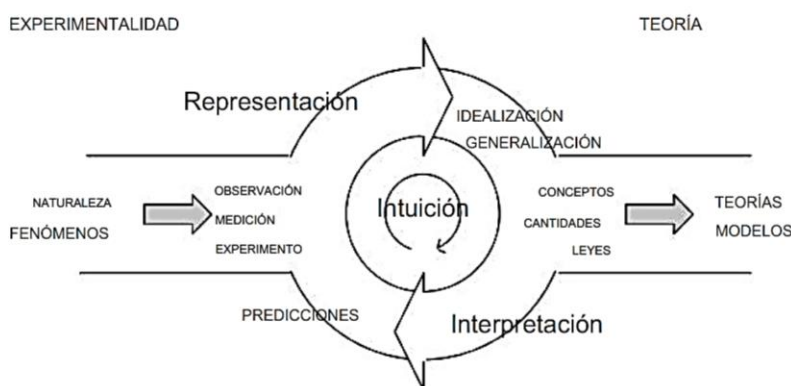 EXPERIMENTALIDAD
TEORÍA
Representación
IDEALIZACIÓN
GENERALIZACIÓN
NATURALEZA
FENÓMENOS
OBSERVACIÓN
MEDICIÓN
EXPERIMENTO
Intuición
CONCEPTOS
CANTIDADES
LEYES
TEORÍAS
MODELOS
PREDICCIONES
Interpretación